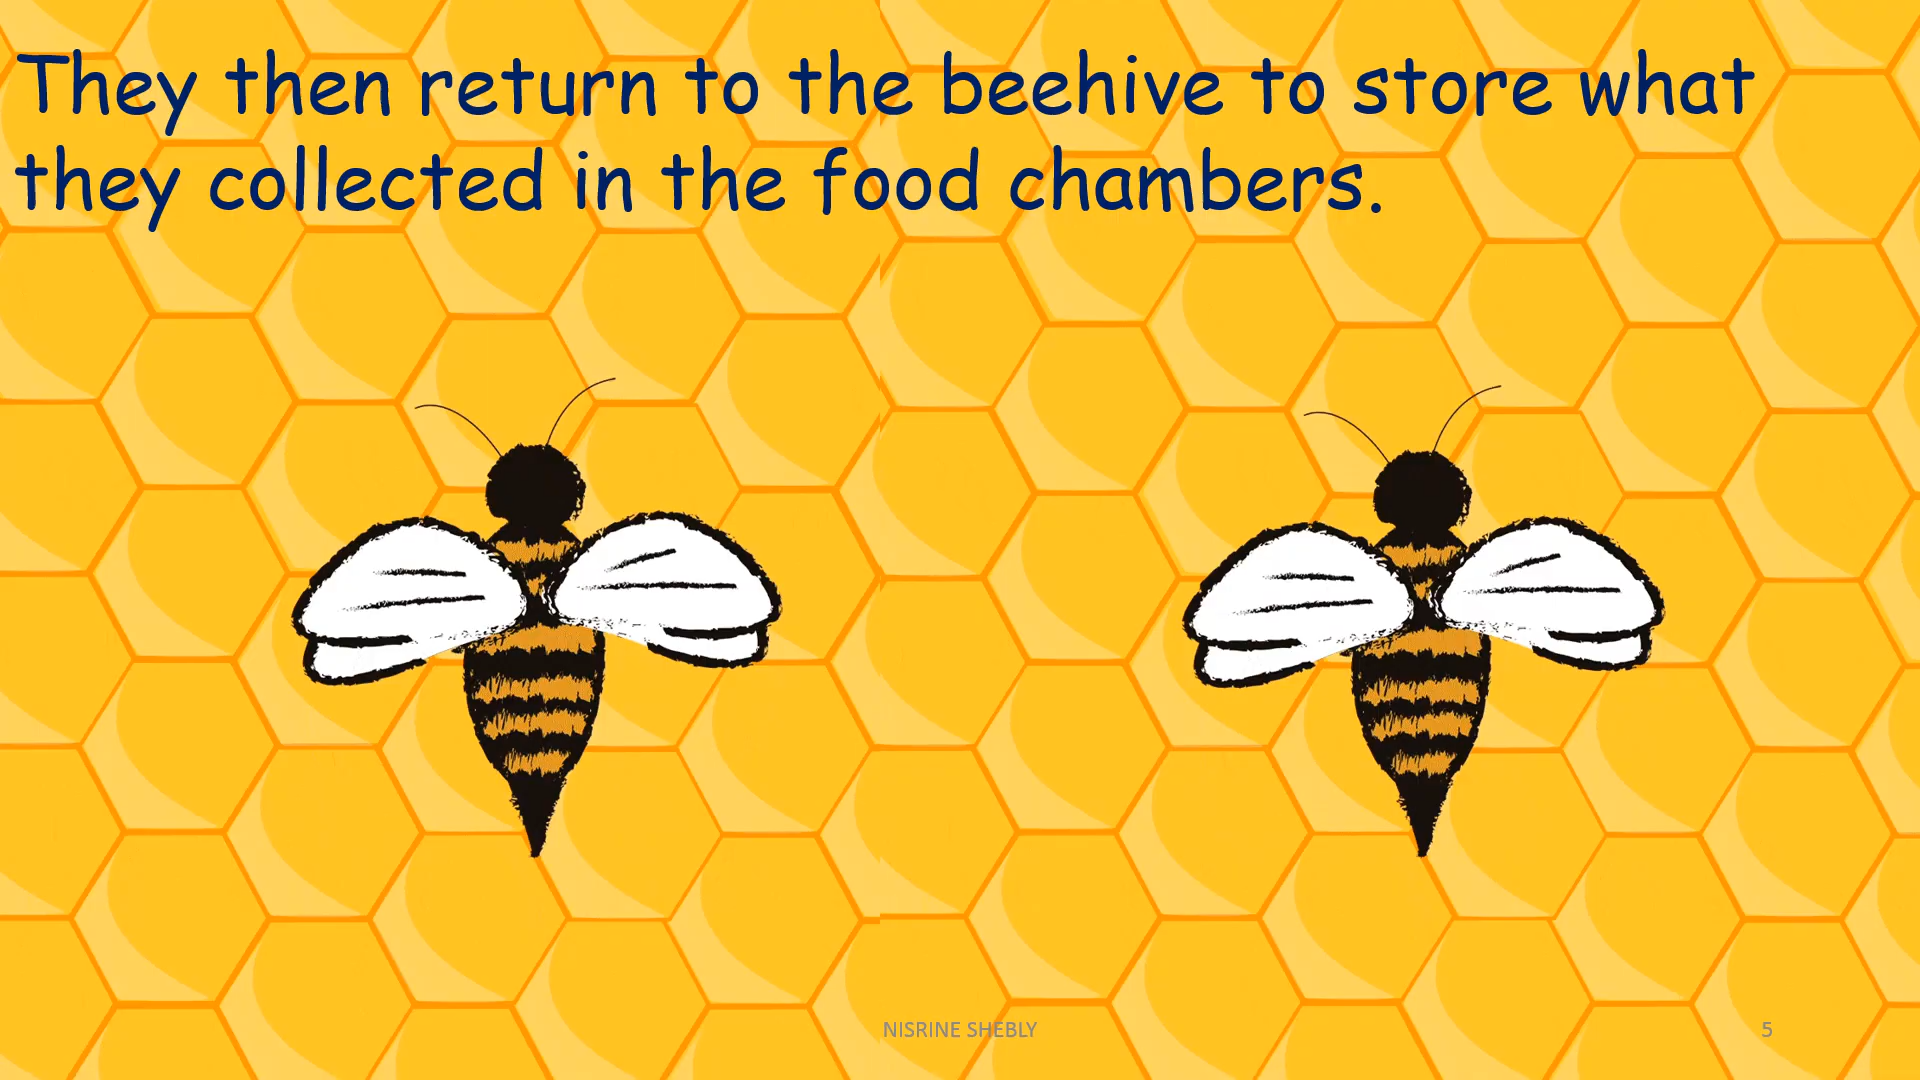 They then return to the beehive to store what
they collected in the food chambers.
NISRINE SHEBLY
5